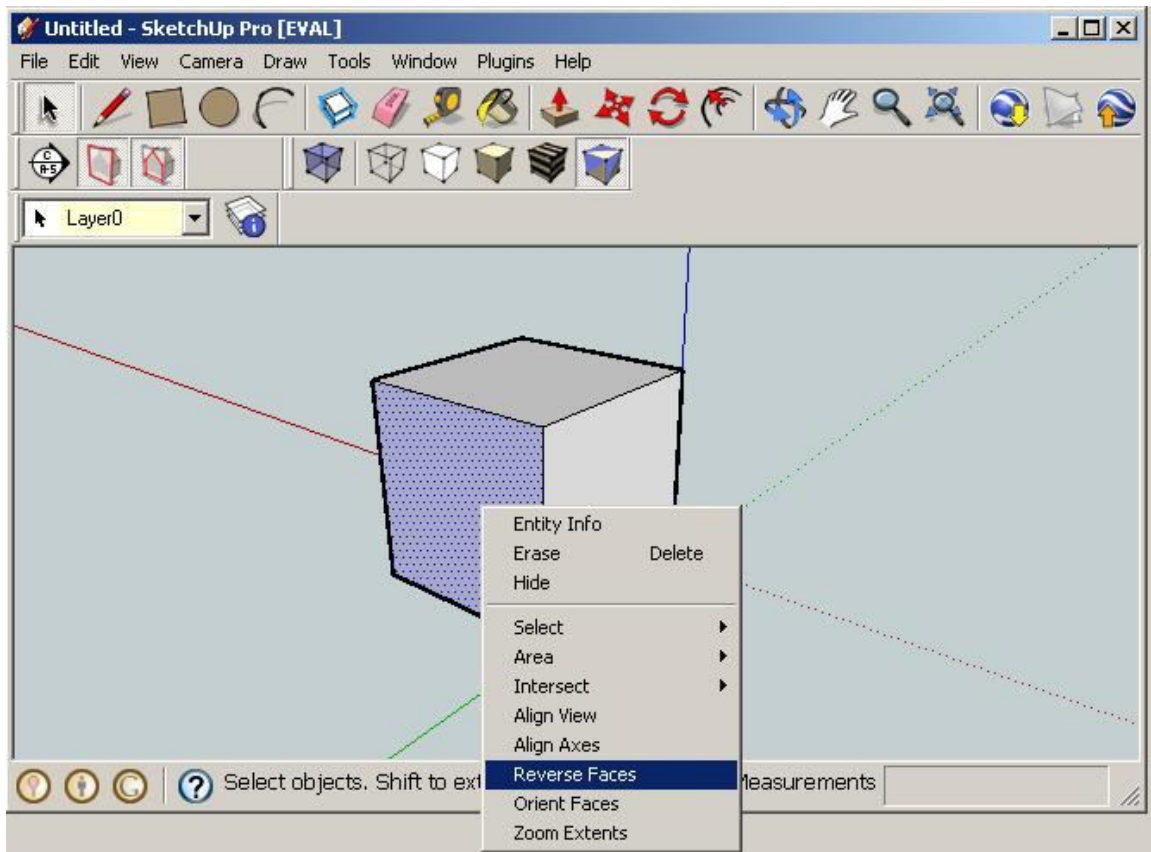 Untitled - SketchUp Pro [EVAL]
File Edit View Camera Draw Tools Window Plugins Help
C
A-5
Layer0
Entity Info
Erase Delete
Hide
Select
Area
Intersect
Align View
Align Axes
Reverse Faces
Orient Faces
Zoom Extents
Select objects. Shift to ext
Measurements